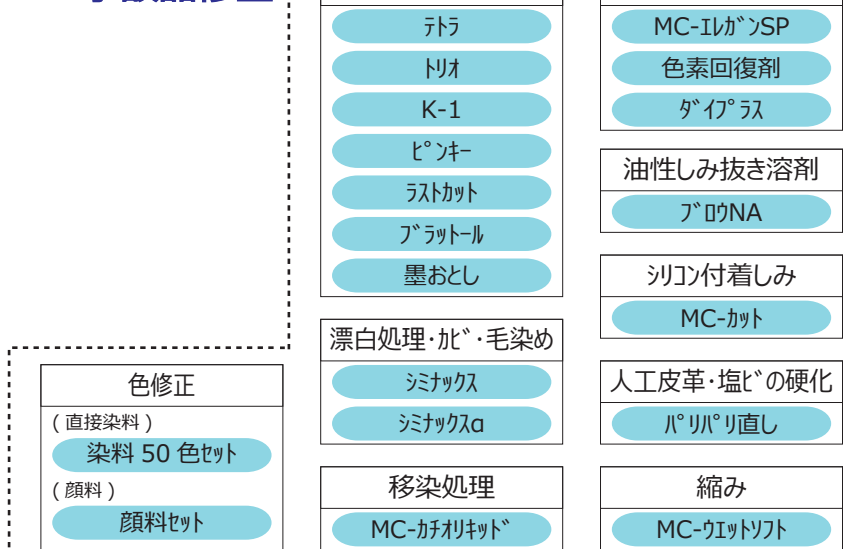 テトラ
トリオ
K-1
ピンキー
ラストカット
ブラットール
墨おとし
漂白処理･カビ･毛染め
シミナックス
シミナックスα
移染処理
MC-カチオリキッド
MC-エレガンSP
色素回復剤
ダイプラス
油性しみ抜き溶剤
ブロウNA
シリコン付着しみ
MC-カット
人工皮革･塩ビの硬化
パリパリ直し
縮み
MC-ウエットソフト
色修正
( 直接染料 )
染料 50 色セット
( 顔料 )
顔料セット